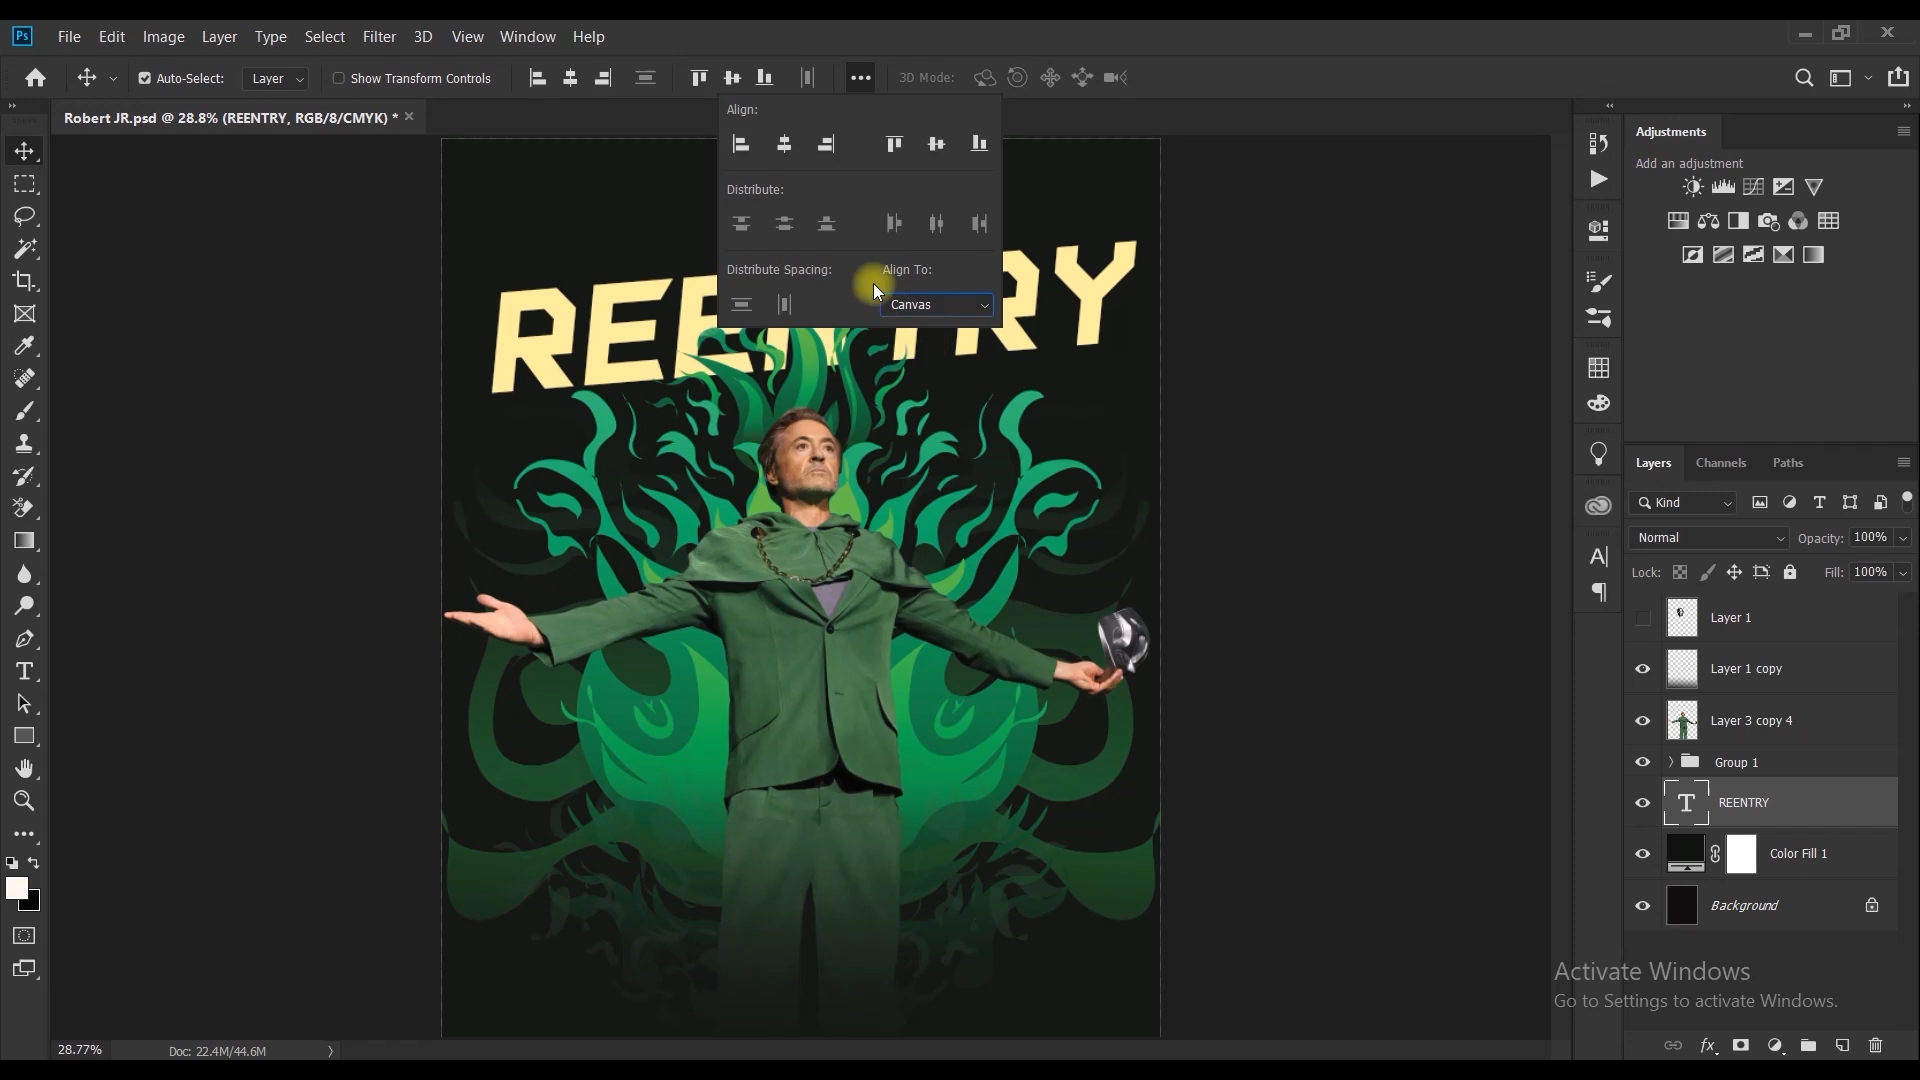 Ps File Edit Image Layer Type Select Filter 3D View Window Help
Auto-Select: Layer Show Transform Controls 3D Mode:
Robert JR.psd @ 28.8% (REENTRY, RGB/8/CMYK) * ×
Align:
Distribute:
Distribute Spacing: Align To:
Canvas
REENTRY
Adjustments
Add an adjustment
Layers Channels Paths
Kind
Normal Opacity: 100%
Lock: Fill: 100%
Layer 1
Layer 1 copy
Layer 3 copy 4
Group 1
T REENTRY
Color Fill 1
Background
Activate Windows
Go to Settings to activate Windows.
28.77% Doc: 22.4M/44.6M
fx